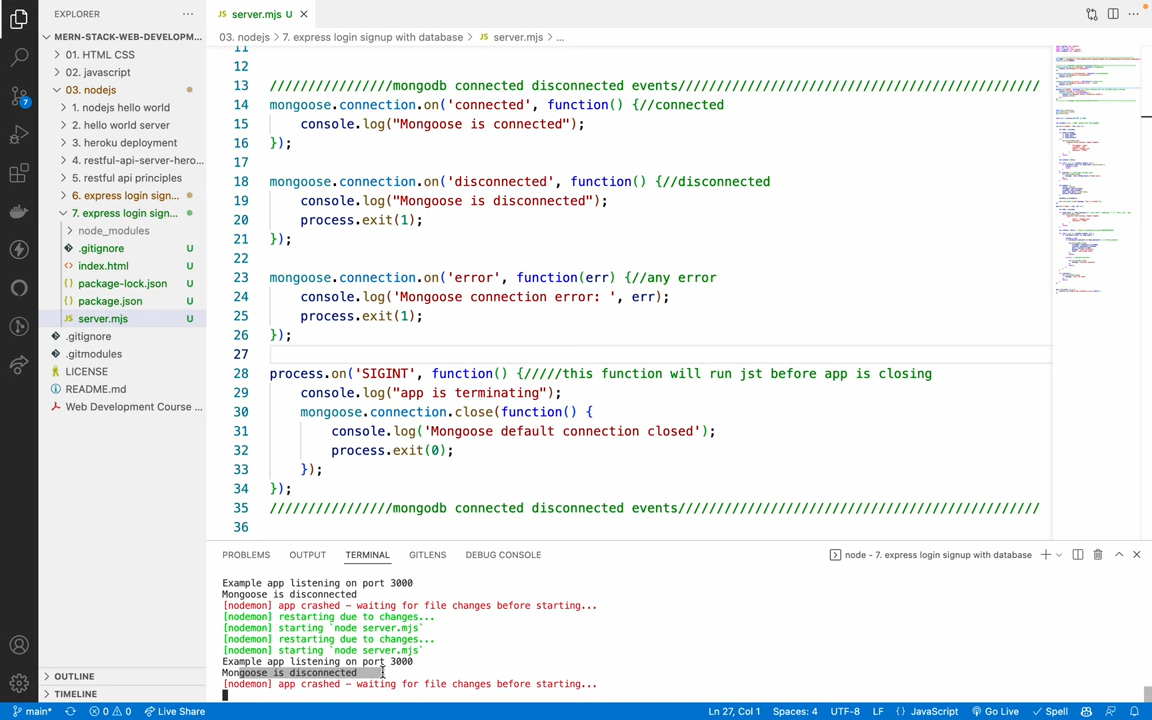 EXPLORER
···
server.mjs U
MERN-STACK-WEB-DEVELOPM...
03. nodejs > 7. express login signup with database > server.mjs > ...
01. HTML CSS
02. javascript
03. nodejs
1. nodejs hello world
2. hello world server
3. heroku deployment
4. restful-api-server-hero...
5. restful api principles
6. express login sign...
7. express login sign...
node_modules
.gitignore U
index.html U
package-lock.json U
package.json U
server.mjs U
.gitignore
.gitmodules
LICENSE
README.md
Web Development Course ...
OUTLINE
TIMELINE
7
11
12
13 ////////////////mongodb connected disconnected events/////////////////////////////////////
14 mongoose.connection.on('connected', function() {//connected
15 console.log("Mongoose is connected");
16 });
17
18 mongoose.connection.on('disconnected', function() {//disconnected
19 console.log("Mongoose is disconnected");
20 process.exit(1);
21 });
22
23 mongoose.connection.on('error', function(err) {//any error
24 console.log('Mongoose connection error: ', err);
25 process.exit(1);
26 });
27
28 process.on('SIGINT', function() {/////this function will run jst before app is closing
29 console.log("app is terminating");
30 mongoose.connection.close(function() {
31 console.log('Mongoose default connection closed');
32 process.exit(0);
33 });
34 });
35 ////////////////mongodb connected disconnected events/////////////////////////////////////
36
PROBLEMS OUTPUT TERMINAL GITLENS DEBUG CONSOLE
node - 7. express login signup with database
Example app listening on port 3000
Mongoose is disconnected
[nodemon] app crashed - waiting for file changes before starting...
[nodemon] restarting due to changes...
[nodemon] starting `node server.mjs`
[nodemon] restarting due to changes...
[nodemon] starting `node server.mjs`
Example app listening on port 3000
Mongoose is disconnected
[nodemon] app crashed - waiting for file changes before starting...
main* 0 0 Live Share Ln 27, Col 1 Spaces: 4 UTF-8 LF {} JavaScript Go Live Spell